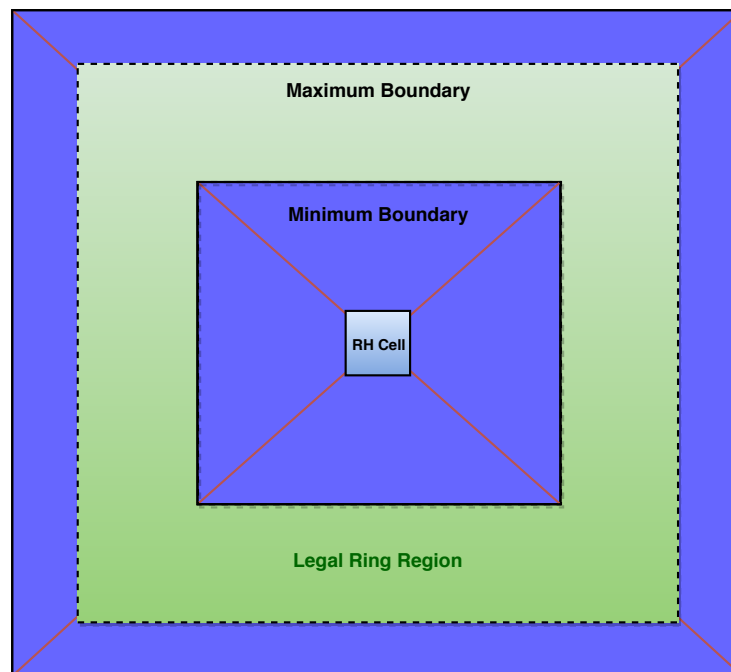 Maximum Boundary
Minimum Boundary
RH Cell
Legal Ring Region